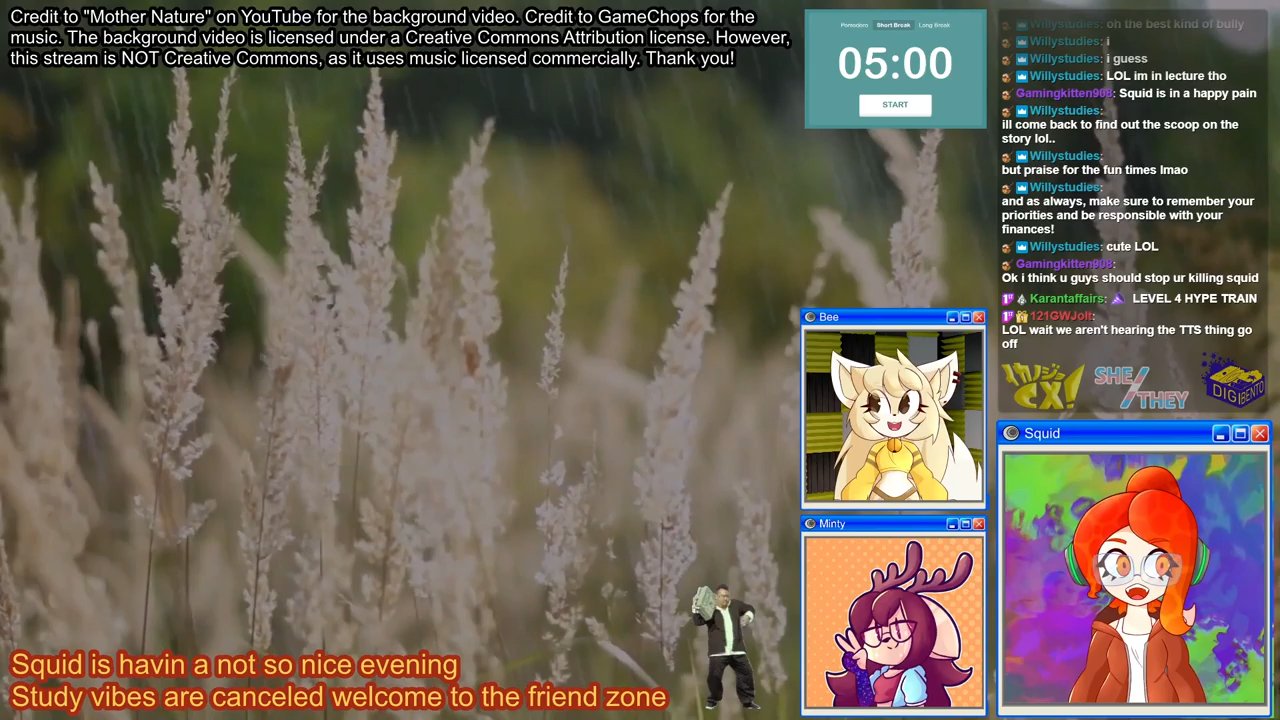 Credit to "Mother Nature" on YouTube for the background video. Credit to GameChops for the
music. The background video is licensed under a Creative Commons Attribution license. However,
this stream is NOT Creative Commons, as it uses music licensed commercially. Thank you!
Pomodoro Short Break Long Break
05:00
START
Willystudies: oh the best kind of bully
Willystudies: i
Willystudies: i guess
Willystudies: LOL im in lecture tho
Gamingkitten908: Squid is in a happy pain
Willystudies:
ill come back to find out the scoop on the
story lol..
Willystudies:
but praise for the fun times lmao
Willystudies:
and as always, make sure to remember your
priorities and be responsible with your
finances!
Willystudies: cute LOL
Gamingkitten908:
Ok i think u guys should stop ur killing squid
Karantaffairs: LEVEL 4 HYPE TRAIN
121GWJolt:
LOL wait we aren't hearing the TTS thing go
off
イカノジョCX!
SHE/THEY
DIGIBENTO
Bee
Minty
Squid
Squid is havin a not so nice evening
Study vibes are canceled welcome to the friend zone